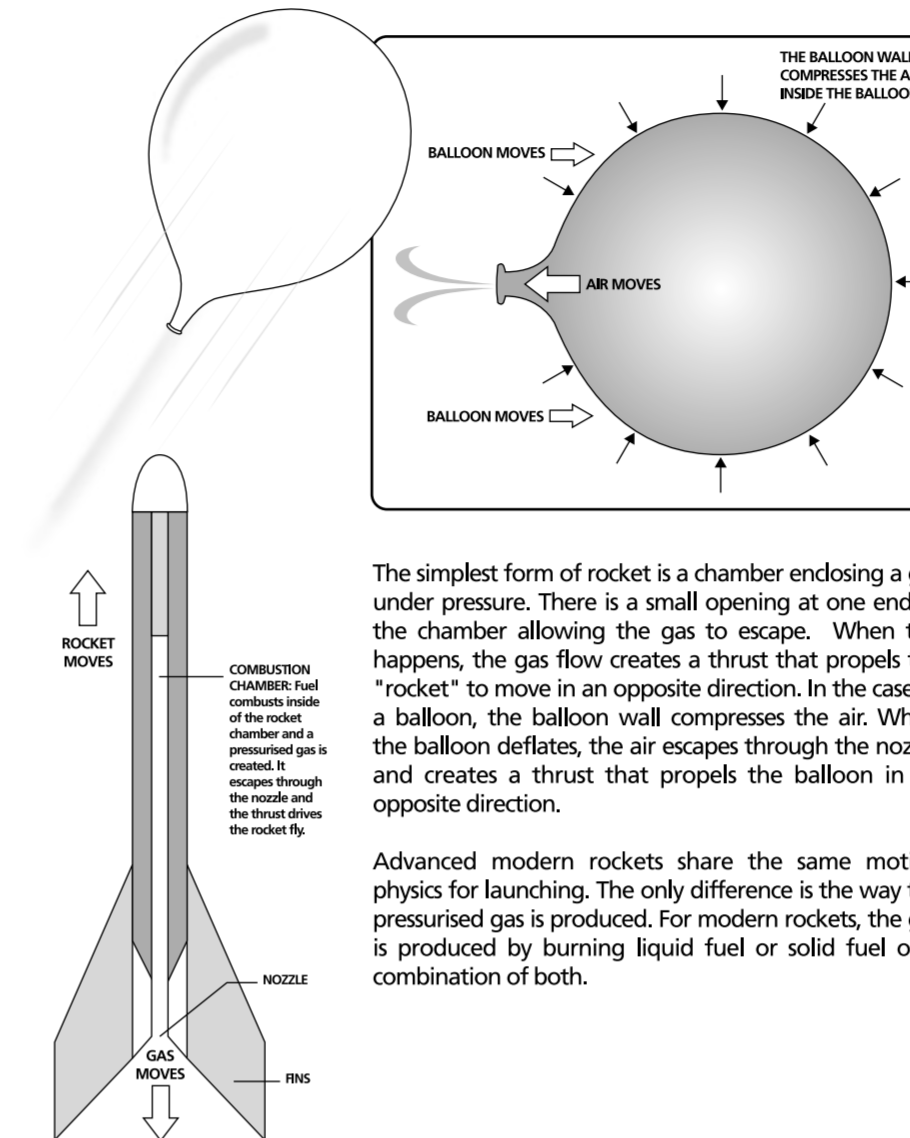 THE BALLOON WALL
COMPRESSES THE A
INSIDE THE BALLOO
BALLOON MOVES
AIR MOVES
BALLOON MOVES
ROCKET
MOVES
COMBUSTION
CHAMBER: Fuel
combusts inside
of the rocket
chamber and a
pressurised gas is
created. It
escapes through
the nozzle and
the thrust drives
the rocket fly.
NOZZLE
GAS
MOVES
FINS
The simplest form of rocket is a chamber enclosing a
under pressure. There is a small opening at one end
the chamber allowing the gas to escape. When
happens, the gas flow creates a thrust that propels
"rocket" to move in an opposite direction. In the case
a balloon, the balloon wall compresses the air.
the balloon deflates, the air escapes through the
and creates a thrust that propels the balloon in
opposite direction.
Advanced modern rockets share the same
physics for launching. The only difference is the way
pressurised gas is produced. For modern rockets, the
is produced by burning liquid fuel or solid fuel
combination of both.